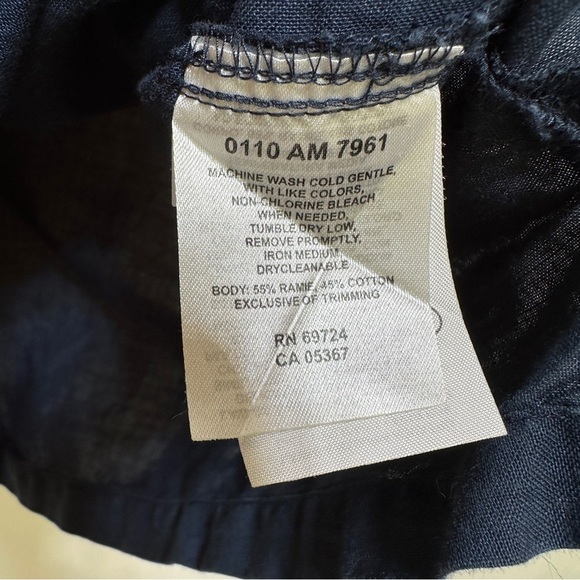 0110 AM 7961
MACHINE WASH COLD GENTLE,
WITH LIKE COLORS,
NON-CHLORINE BLEACH
WHEN NEEDED,
TUMBLE DRY LOW,
REMOVE PROMPTLY,
IRON MEDIUM,
DRYCLEANABLE
BODY: 55% RAMIE, 45% COTTON
EXCLUSIVE OF TRIMMING
RN 69724
CA 05367